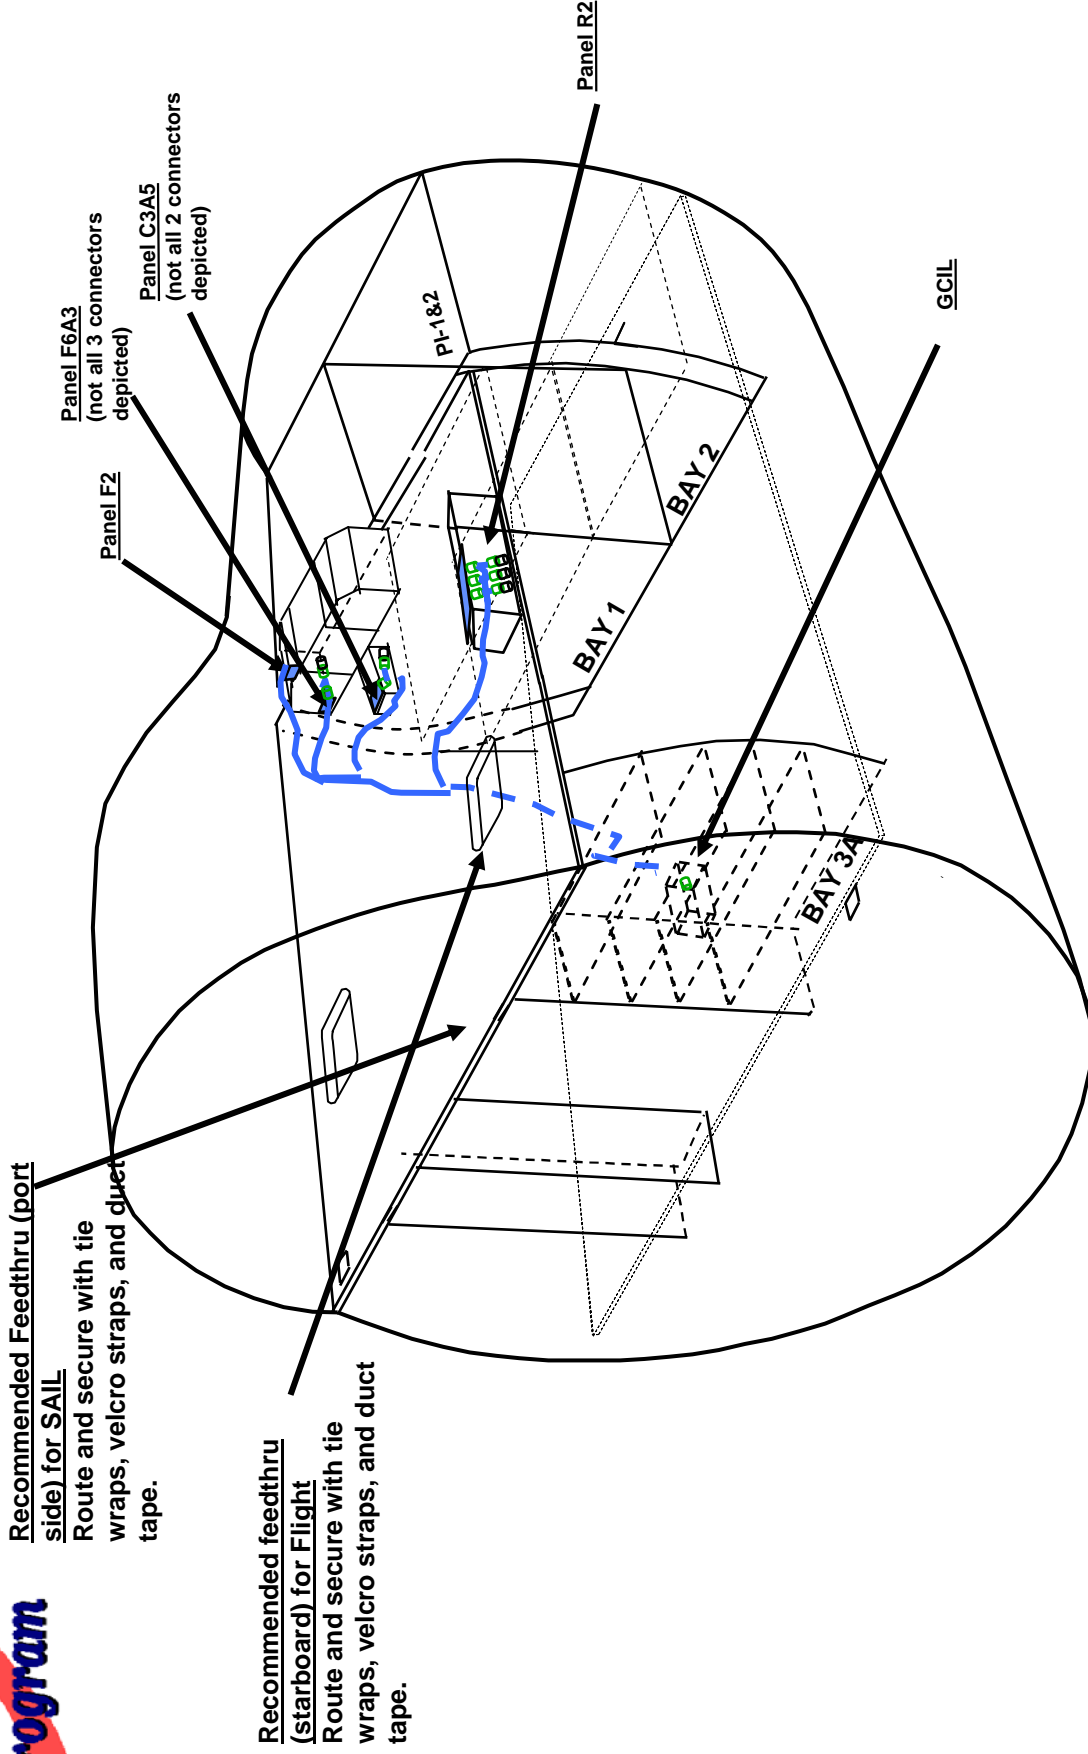 Recommended Feedthru (port
side) for SAIL
Route and secure with tie
wraps, velcro straps, and duct
tape.
Recommended feedthru
(starboard) for Flight
Route and secure with tie
wraps, velcro straps, and duct
tape.
Panel F2
Panel F6A3
(not all 3 connectors
depicted)
Panel C3A5
(not all 2 connectors
depicted)
Panel R2
GCIL
PI-1&2
BAY 1
BAY 2
BAY 3A